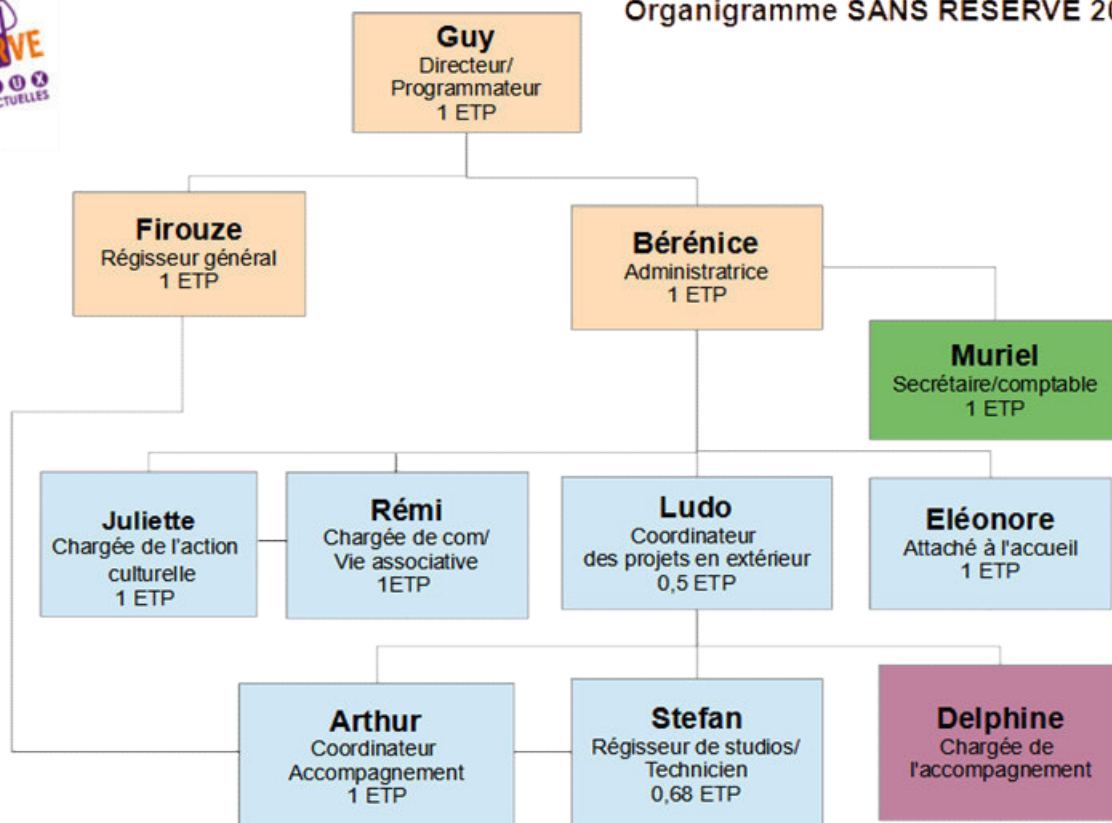 Organigramme SANS RESERVE
Guy
Directeur/
Programmateur
1 ETP
Firouze
Régisseur général
1 ETP
Bérénice
Administratrice
1 ETP
Muriel
Secrétaire/comptable
1 ETP
Juliette
Chargée de l'action
culturelle
1 ETP
Rémi
Chargée de com/
Vie associative
1ETP
Ludo
Coordinateur
des projets en extérieur
0,5 ETP
Eléonore
Attaché à l'accueil
1 ETP
Arthur
Coordinateur
Accompagnement
1 ETP
Stefan
Régisseur de studios/
Technicien
0,68 ETP
Delphine
Chargée de
l'accompagnement